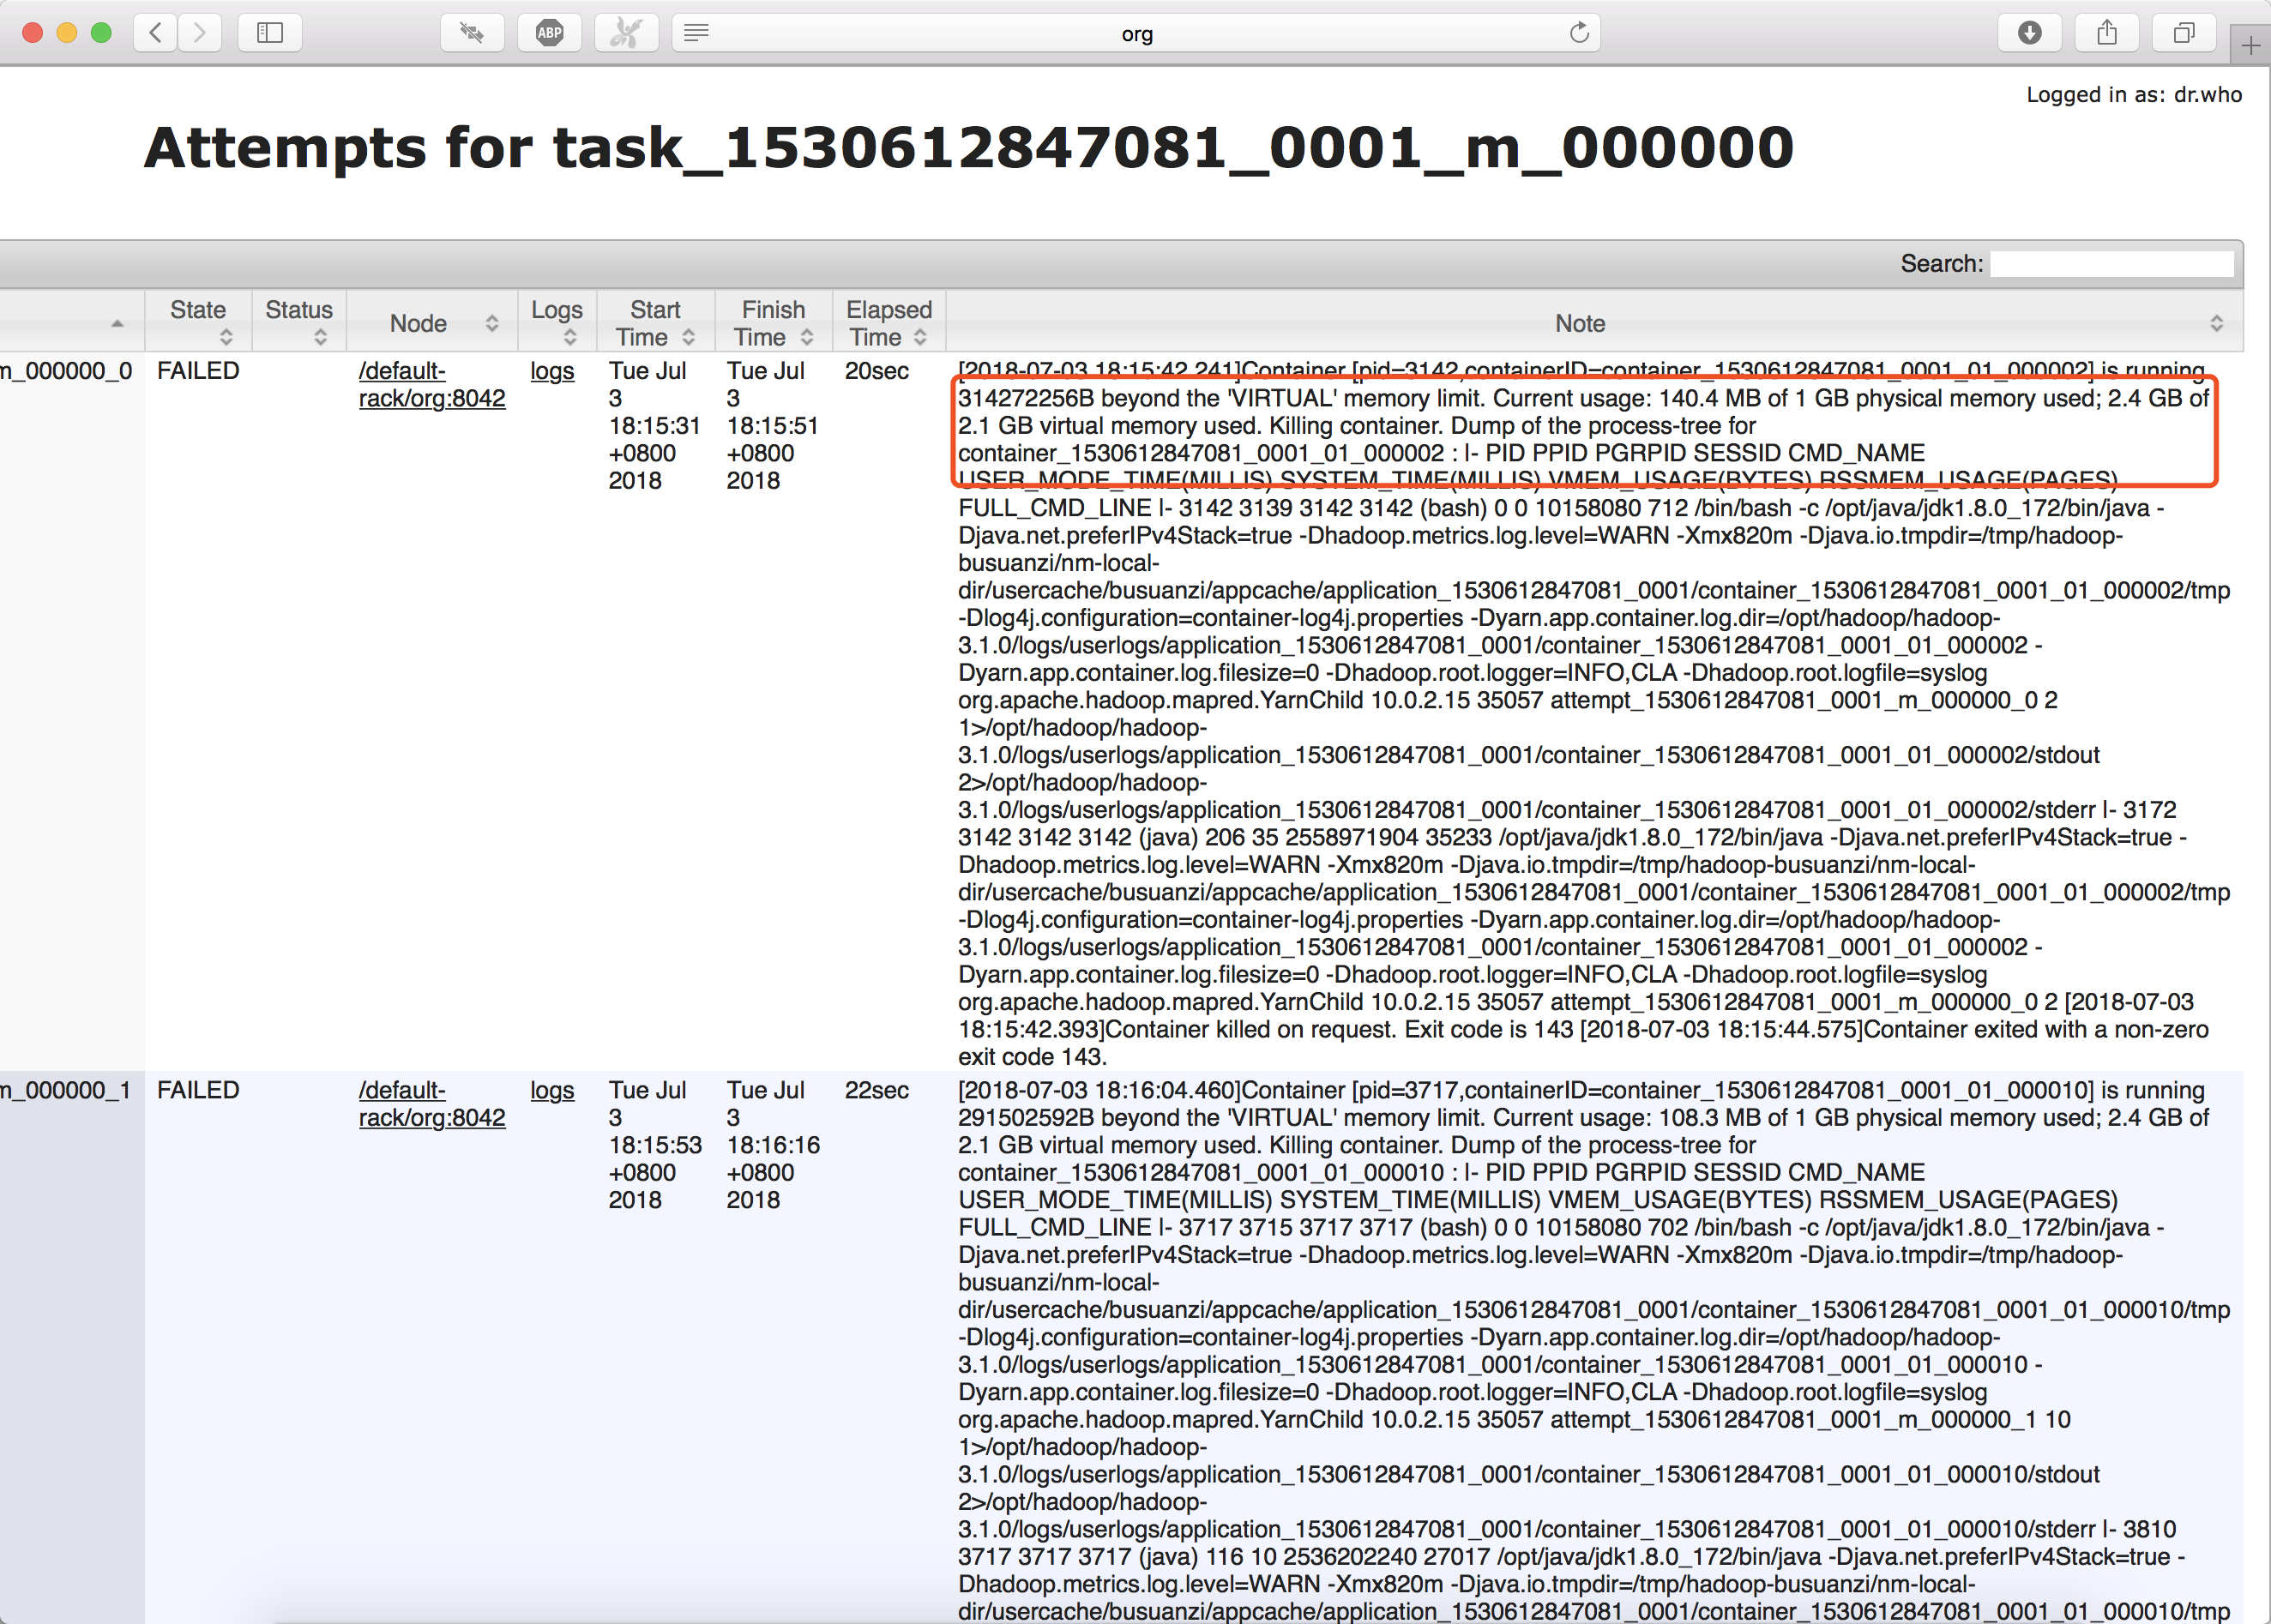 ABP
org
Logged in as: dr.who
Attempts for task_1530612847081_0001_m_000000
Search:
State Status Node Logs Start Time Finish Time Elapsed Time Note
m_000000_0
FAILED
/default-
rack/org:8042
logs
Tue Jul
3
18:15:31
+0800
2018
Tue Jul
3
18:15:51
+0800
2018
20sec
[2018-07-03 18:15:42.241]Container [pid=3142,containerID=container_1530612847081_0001_01_000002] is running
314272256B beyond the 'VIRTUAL' memory limit. Current usage: 140.4 MB of 1 GB physical memory used; 2.4 GB of
2.1 GB virtual memory used. Killing container. Dump of the process-tree for
container_1530612847081_0001_01_000002 : |- PID PPID PGRPID SESSID CMD_NAME
USER_MODE_TIME(MILLIS) SYSTEM_TIME(MILLIS) VMEM_USAGE(BYTES) RSSMEM_USAGE(PAGES)
FULL_CMD_LINE |- 3142 3139 3142 3142 (bash) 0 0 10158080 712 /bin/bash -c /opt/java/jdk1.8.0_172/bin/java -
Djava.net.preferIPv4Stack=true -Dhadoop.metrics.log.level=WARN -Xmx820m -Djava.io.tmpdir=/tmp/hadoop-
busuanzi/nm-local-
dir/usercache/busuanzi/appcache/application_1530612847081_0001/container_1530612847081_0001_01_000002/tmp
-Dlog4j.configuration=container-log4j.properties -Dyarn.app.container.log.dir=/opt/hadoop/hadoop-
3.1.0/logs/userlogs/application_1530612847081_0001/container_1530612847081_0001_01_000002 -
Dyarn.app.container.log.filesize=0 -Dhadoop.root.logger=INFO,CLA -Dhadoop.root.logfile=syslog
org.apache.hadoop.mapred.YarnChild 10.0.2.15 35057 attempt_1530612847081_0001_m_000000_0 2
1>/opt/hadoop/hadoop-
3.1.0/logs/userlogs/application_1530612847081_0001/container_1530612847081_0001_01_000002/stdout
2>/opt/hadoop/hadoop-
3.1.0/logs/userlogs/application_1530612847081_0001/container_1530612847081_0001_01_000002/stderr |- 3172
3142 3142 3142 (java) 206 35 2558971904 35233 /opt/java/jdk1.8.0_172/bin/java -Djava.net.preferIPv4Stack=true -
Dhadoop.metrics.log.level=WARN -Xmx820m -Djava.io.tmpdir=/tmp/hadoop-busuanzi/nm-local-
dir/usercache/busuanzi/appcache/application_1530612847081_0001/container_1530612847081_0001_01_000002/tmp
-Dlog4j.configuration=container-log4j.properties -Dyarn.app.container.log.dir=/opt/hadoop/hadoop-
3.1.0/logs/userlogs/application_1530612847081_0001/container_1530612847081_0001_01_000002 -
Dyarn.app.container.log.filesize=0 -Dhadoop.root.logger=INFO,CLA -Dhadoop.root.logfile=syslog
org.apache.hadoop.mapred.YarnChild 10.0.2.15 35057 attempt_1530612847081_0001_m_000000_0 2 [2018-07-03
18:15:42.393]Container killed on request. Exit code is 143 [2018-07-03 18:15:44.575]Container exited with a non-zero
exit code 143.
m_000000_1
FAILED
/default-
rack/org:8042
logs
Tue Jul
3
18:15:53
+0800
2018
Tue Jul
3
18:16:16
+0800
2018
22sec
[2018-07-03 18:16:04.460]Container [pid=3717,containerID=container_1530612847081_0001_01_000010] is running
291502592B beyond the 'VIRTUAL' memory limit. Current usage: 108.3 MB of 1 GB physical memory used; 2.4 GB of
2.1 GB virtual memory used. Killing container. Dump of the process-tree for
container_1530612847081_0001_01_000010 : |- PID PPID PGRPID SESSID CMD_NAME
USER_MODE_TIME(MILLIS) SYSTEM_TIME(MILLIS) VMEM_USAGE(BYTES) RSSMEM_USAGE(PAGES)
FULL_CMD_LINE |- 3717 3715 3717 3717 (bash) 0 0 10158080 702 /bin/bash -c /opt/java/jdk1.8.0_172/bin/java -
Djava.net.preferIPv4Stack=true -Dhadoop.metrics.log.level=WARN -Xmx820m -Djava.io.tmpdir=/tmp/hadoop-
busuanzi/nm-local-
dir/usercache/busuanzi/appcache/application_1530612847081_0001/container_1530612847081_0001_01_000010/tmp
-Dlog4j.configuration=container-log4j.properties -Dyarn.app.container.log.dir=/opt/hadoop/hadoop-
3.1.0/logs/userlogs/application_1530612847081_0001/container_1530612847081_0001_01_000010 -
Dyarn.app.container.log.filesize=0 -Dhadoop.root.logger=INFO,CLA -Dhadoop.root.logfile=syslog
org.apache.hadoop.mapred.YarnChild 10.0.2.15 35057 attempt_1530612847081_0001_m_000000_1 10
1>/opt/hadoop/hadoop-
3.1.0/logs/userlogs/application_1530612847081_0001/container_1530612847081_0001_01_000010/stdout
2>/opt/hadoop/hadoop-
3.1.0/logs/userlogs/application_1530612847081_0001/container_1530612847081_0001_01_000010/stderr |- 3810
3717 3717 3717 (java) 116 10 2536202240 27017 /opt/java/jdk1.8.0_172/bin/java -Djava.net.preferIPv4Stack=true -
Dhadoop.metrics.log.level=WARN -Xmx820m -Djava.io.tmpdir=/tmp/hadoop-busuanzi/nm-local-
dir/usercache/busuanzi/appcache/application_1530612847081_0001/container_1530612847081_0001_01_000010/tmp